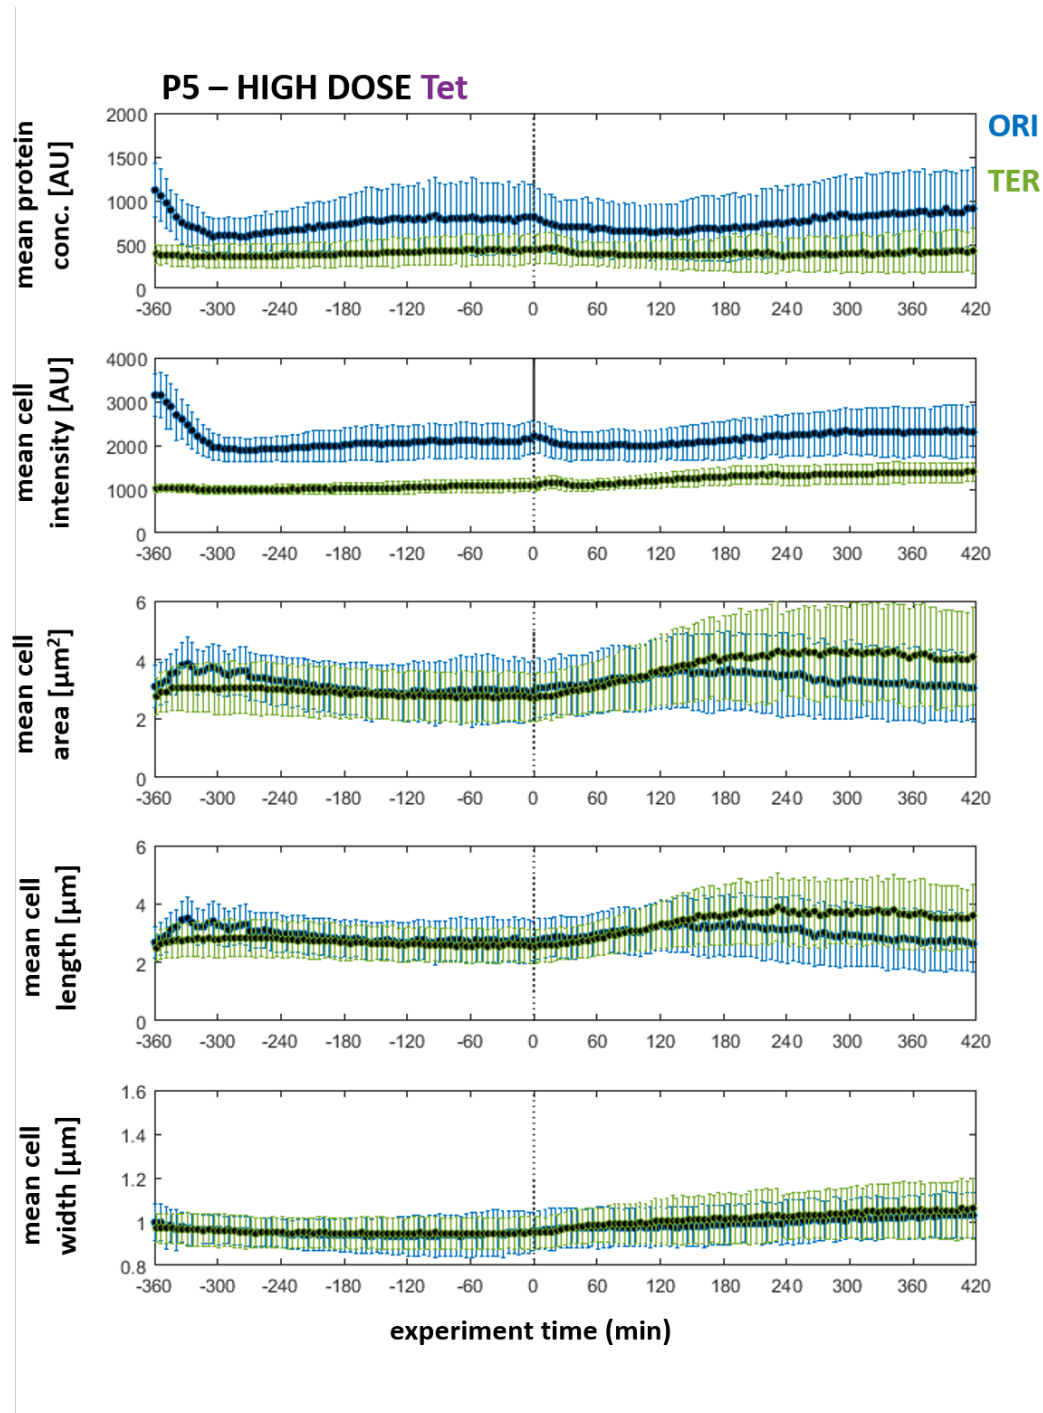 P5 – HIGH DOSE Tet
ORI
TER
mean protein
conc. [AU]
2000
1500
1000
500
0
-360 -300 -240 -180 -120 -60 0 60 120 180 240 300 360 420
mean cell
intensity [AU]
4000
3000
2000
1000
0
-360 -300 -240 -180 -120 -60 0 60 120 180 240 300 360 420
mean cell
area [µm²]
6
4
2
0
-360 -300 -240 -180 -120 -60 0 60 120 180 240 300 360 420
mean cell
length [µm]
6
4
2
0
-360 -300 -240 -180 -120 -60 0 60 120 180 240 300 360 420
mean cell
width [µm]
1.6
1.4
1.2
1
0.8
-360 -300 -240 -180 -120 -60 0 60 120 180 240 300 360 420
experiment time (min)